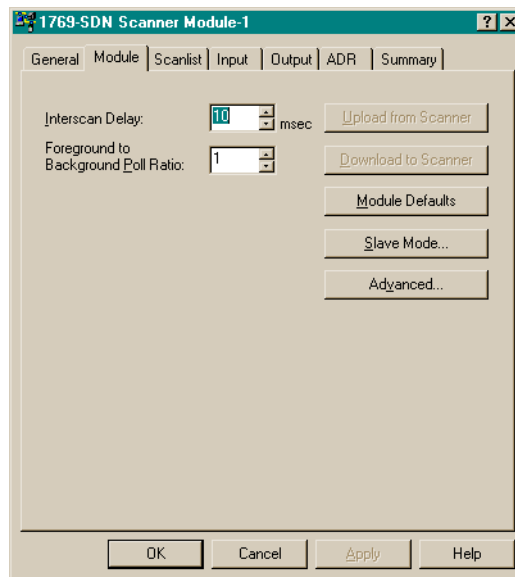 1769-SDN Scanner Module-1
General Module Scanlist Input Output ADR Summary
Interscan Delay: 10 msec Upload from Scanner
Foreground to
Background Poll Ratio: 1 Download to Scanner
Module Defaults
Slave Mode...
Advanced...
OK Cancel Apply Help